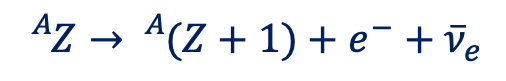 ᴬZ → ᴬ(Z + 1) + e⁻ + ν̄ₑ